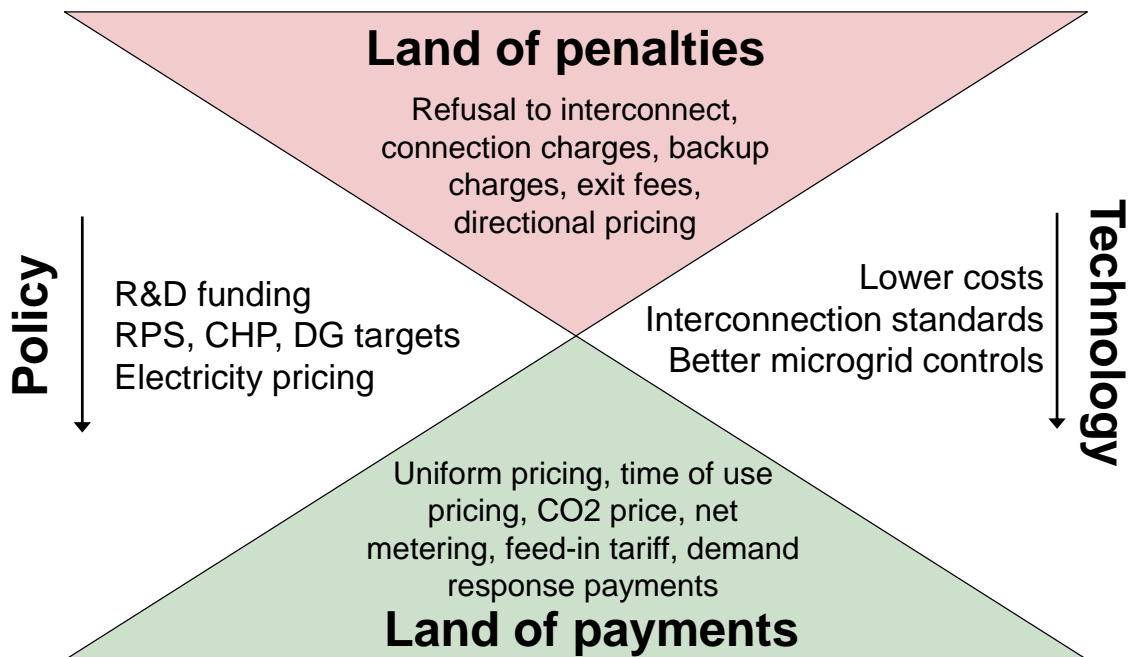 Land of penalties
Refusal to interconnect,
connection charges, backup
charges, exit fees,
directional pricing
Policy
R&D funding
RPS, CHP, DG targets
Electricity pricing
Lower costs
Interconnection standards
Better microgrid controls
Technology
Uniform pricing, time of use
pricing, CO2 price, net
metering, feed-in tariff, demand
response payments
Land of payments